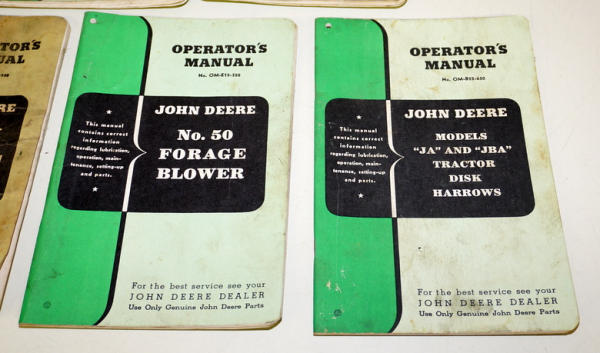 OPERATOR'S
MANUAL
JOHN DEERE
No. 50
FORAGE
BLOWER
★
This manual
contains correct
information
regarding lubrication,
operation, main-
tenance, setting-up
and parts.
★
For the best service see your
JOHN DEERE DEALER
Use Only Genuine John Deere Parts
OPERATOR'S
MANUAL
JOHN DEERE
MODELS
"JA" AND "JBA"
TRACTOR
DISK
HARROWS
★
This manual
contains correct
information
regarding lubrication,
operation, main-
tenance, setting-up
and parts.
★
For the best service see your
JOHN DEERE DEALER
Use Only Genuine John Deere Parts